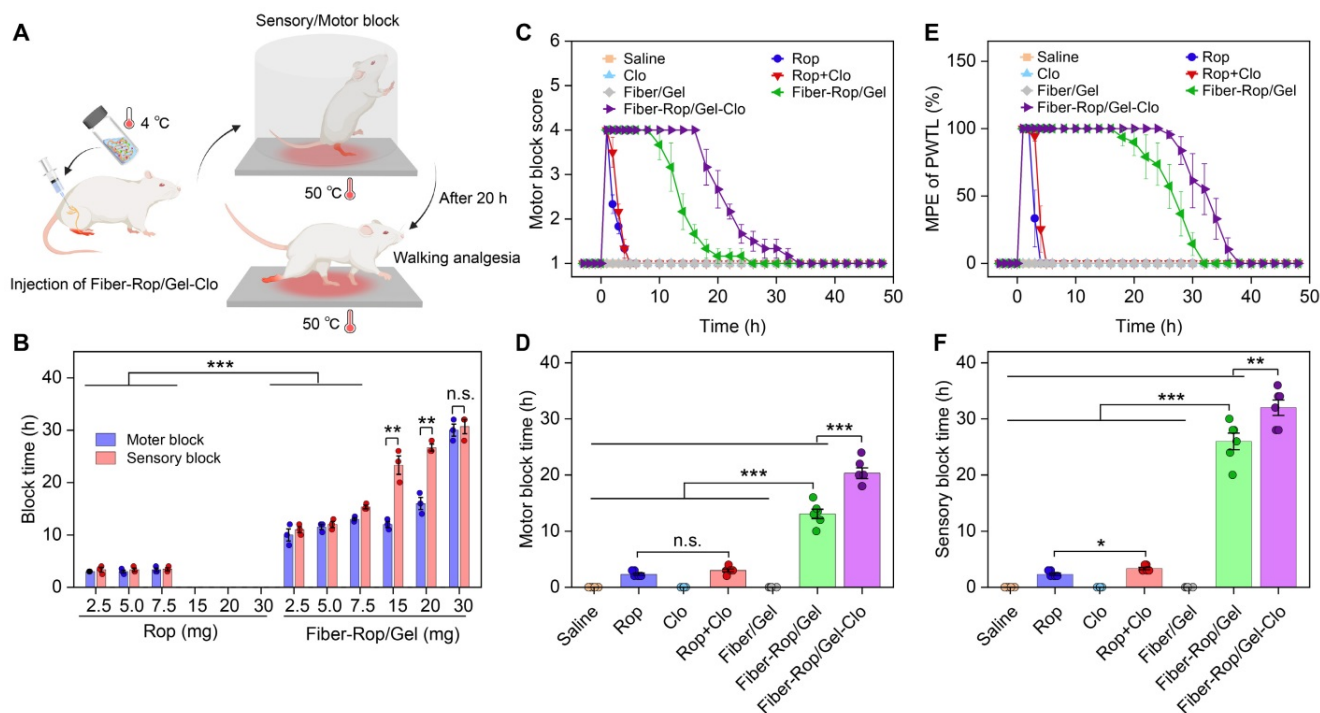 A
Sensory/Motor block
4 °C
50 °C
After 20 h
Injection of Fiber-Rop/Gel-Clo
Walking analgesia
50 °C
B
Block time (h)
40
30
20
10
0
***
Moter block
Sensory block
**
**
n.s.
2.5 5.0 7.5 15 20 30 2.5 5.0 7.5 15 20 30
Rop (mg) Fiber-Rop/Gel (mg)
C
Motor block score
6
5
4
3
2
1
Saline Rop
Clo Rop+Clo
Fiber/Gel Fiber-Rop/Gel
Fiber-Rop/Gel-Clo
0 10 20 30 40 50
Time (h)
D
Motor block time (h)
40
30
20
10
0
***
***
n.s.
Saline
Rop
Clo
Rop+Clo
Fiber/Gel
Fiber-Rop/Gel
Fiber-Rop/Gel-Clo
E
MPE of PWTL (%)
150
100
50
0
Saline Rop
Clo Rop+Clo
Fiber/Gel Fiber-Rop/Gel
Fiber-Rop/Gel-Clo
0 10 20 30 40 50
Time (h)
F
Sensory block time (h)
40
30
20
10
0
**
***
*
Saline
Rop
Clo
Rop+Clo
Fiber/Gel
Fiber-Rop/Gel
Fiber-Rop/Gel-Clo